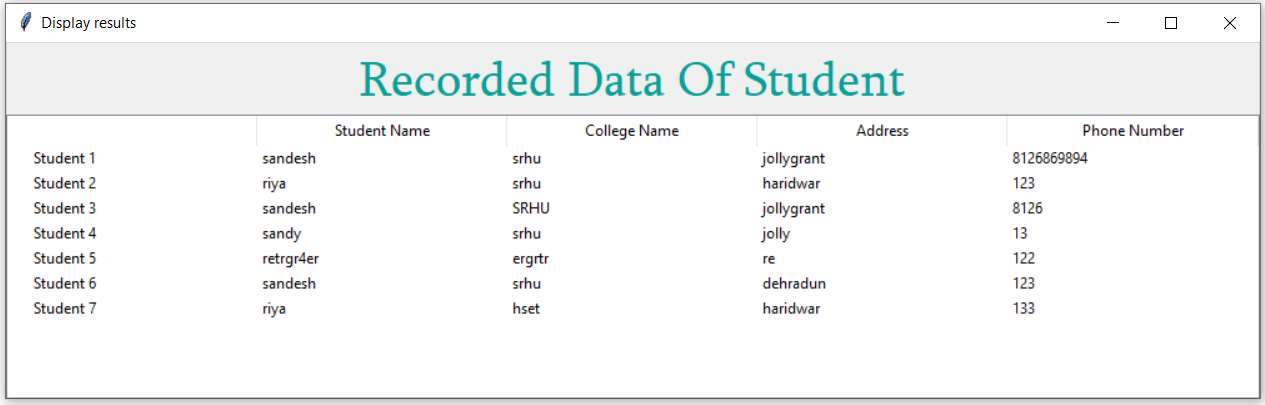 Display results
Recorded Data Of Student
Student Name College Name Address Phone Number
Student 1 sandesh srhu jollygrant 8126869894
Student 2 riya srhu haridwar 123
Student 3 sandesh SRHU jollygrant 8126
Student 4 sandy srhu jolly 13
Student 5 retrgr4er ergrtr re 122
Student 6 sandesh srhu dehradun 123
Student 7 riya hset haridwar 133